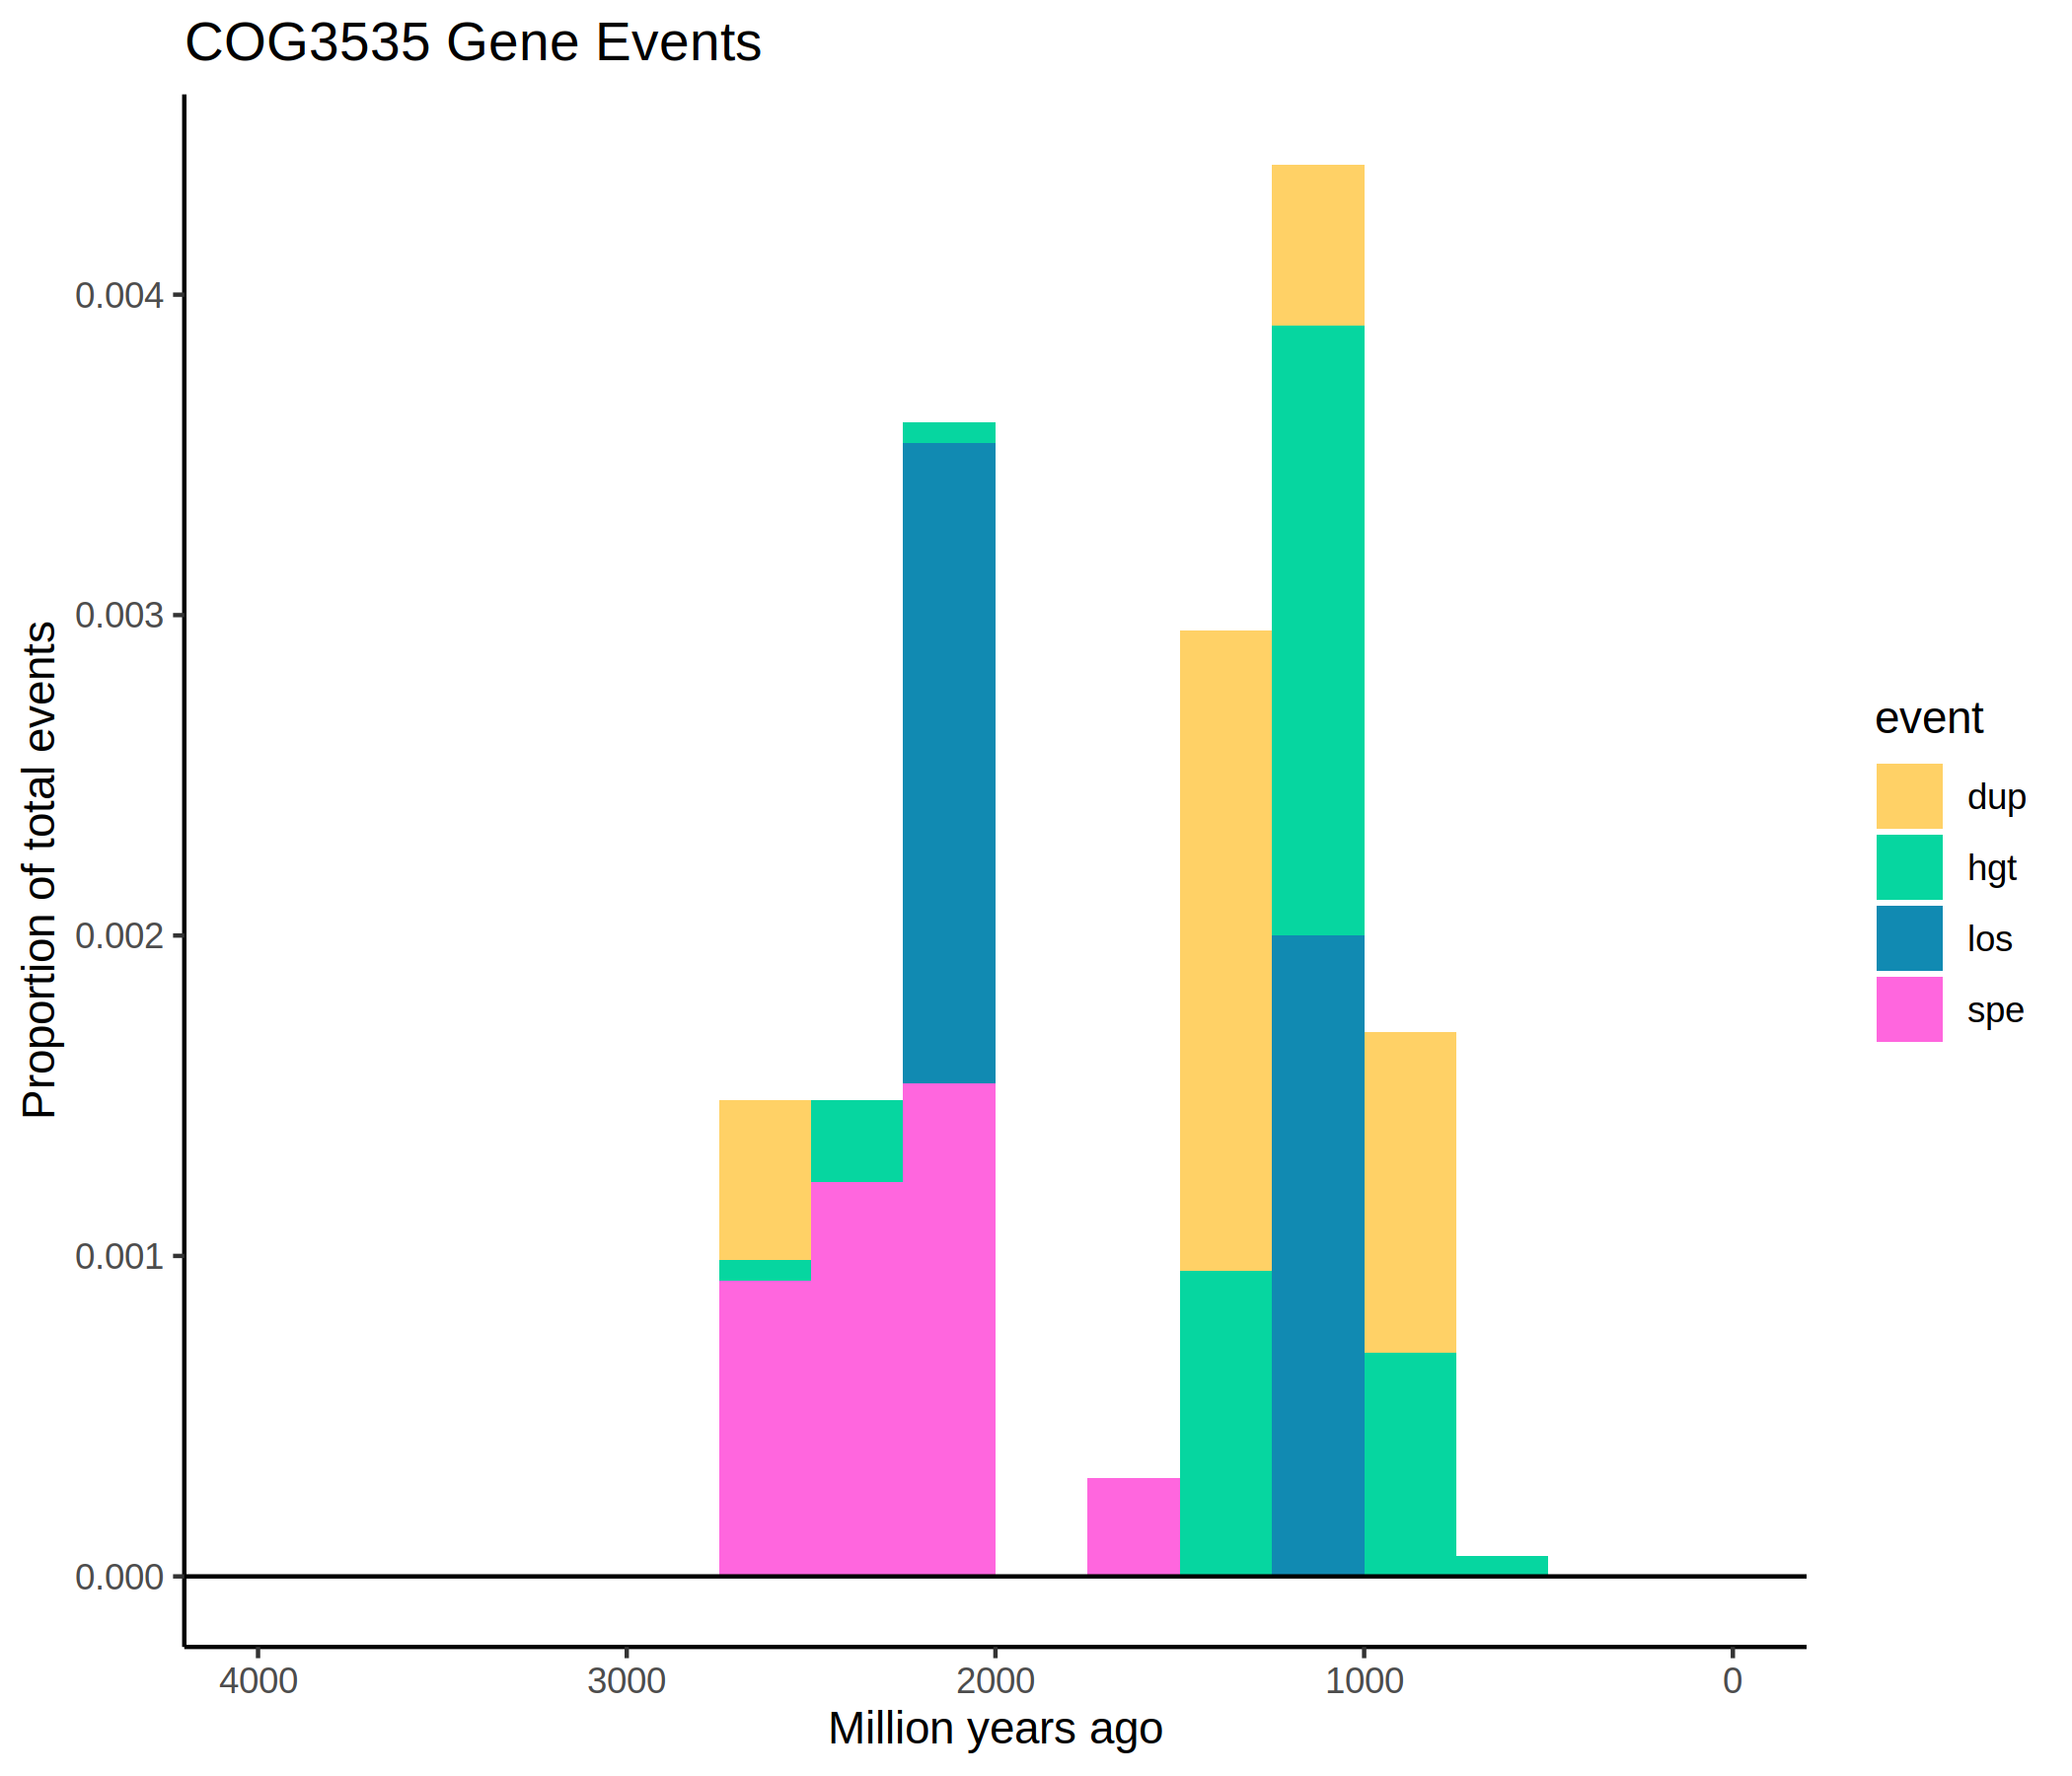 COG3535 Gene Events
Proportion of total events
0.004
0.003
0.002
0.001
0.000
4000 3000 2000 1000 0
Million years ago
event
dup
hgt
los
spe